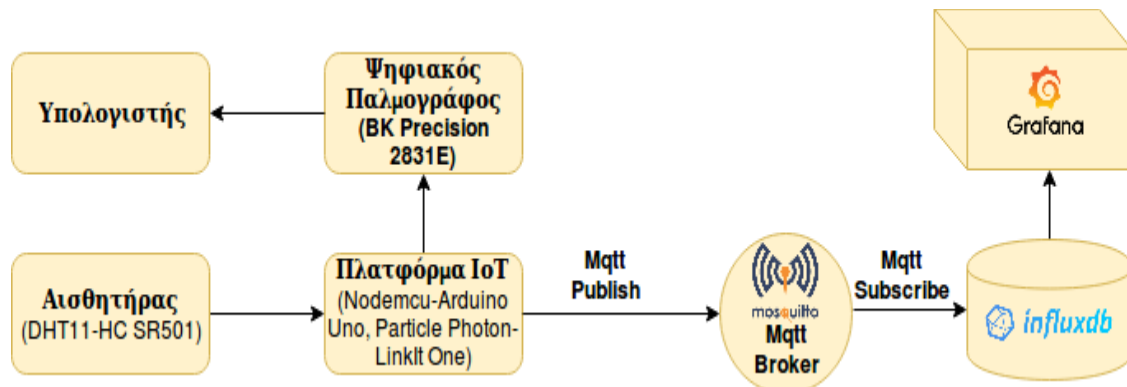 Υπολογιστής
Ψηφιακός
Παλμογράφος
(BK Precision
2831E)
Grafana
Αισθητήρας
(DHT11-HC SR501)
Πλατφόρμα IoT
(Nodemcu-Arduino
Uno, Particle Photon-
LinkIt One)
Mqtt
Publish
mosquitto
Mqtt
Broker
Mqtt
Subscribe
influxdb